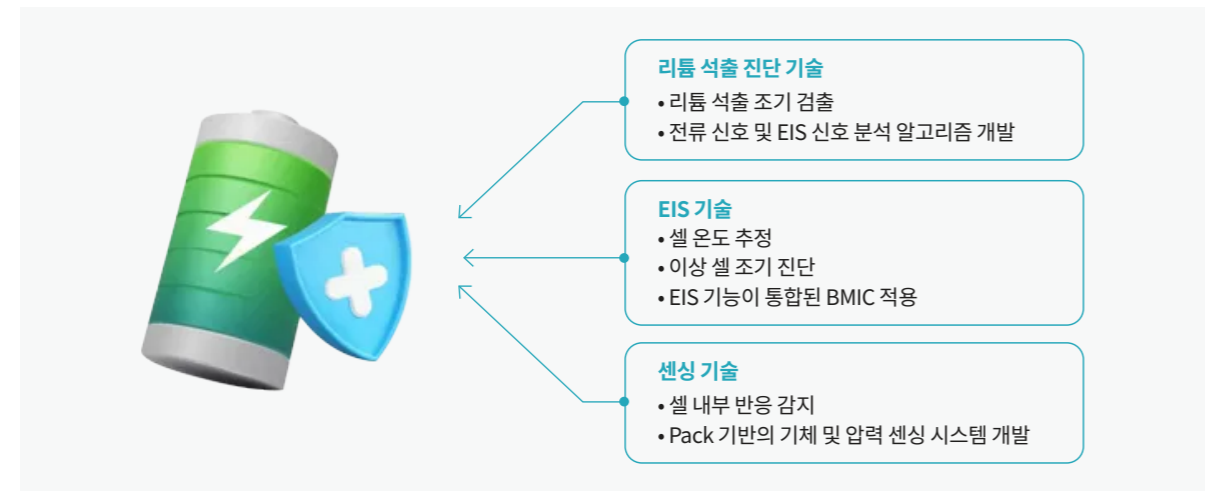 리튬 석출 진단 기술
• 리튬 석출 조기 검출
• 전류 신호 및 EIS 신호 분석 알고리즘 개발
EIS 기술
• 셀 온도 추정
• 이상 셀 조기 진단
• EIS 기능이 통합된 BMIC 적용
센싱 기술
• 셀 내부 반응 감지
• Pack 기반의 기체 및 압력 센싱 시스템 개발